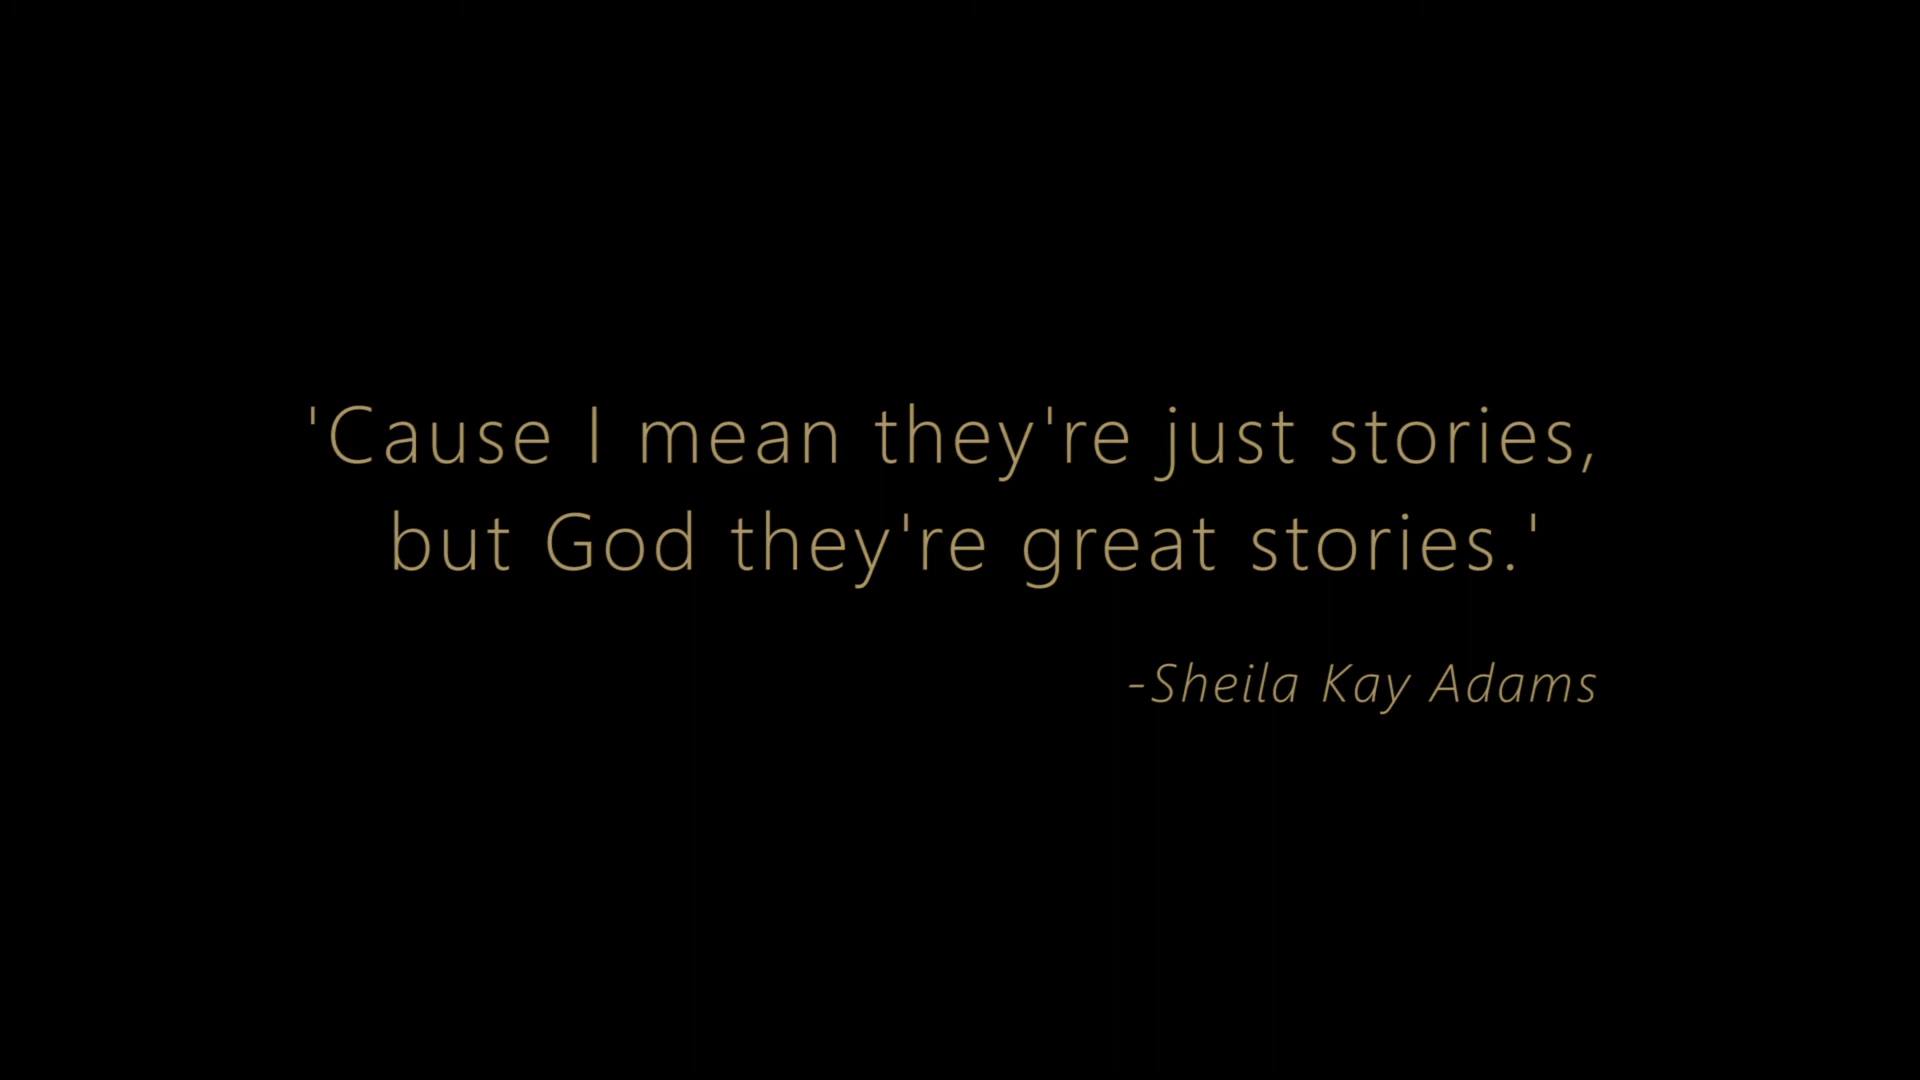 'Cause I mean they're just stories,
but God they're great stories.'
-Sheila Kay Adams